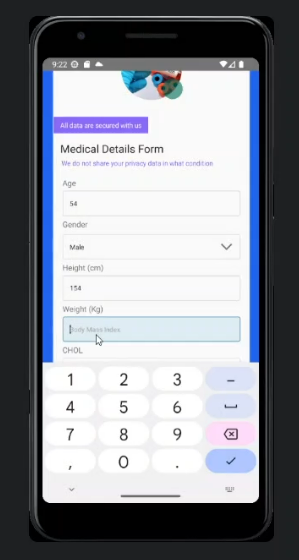 9:22
All data are secured with us
Medical Details Form
We do not share your privacy data in what condition
Age
54
Gender
Male
Height (cm)
154
Weight (Kg)
Body Mass Index
CHOL
1 2 3 –
4 5 6
7 8 9
, 0 .